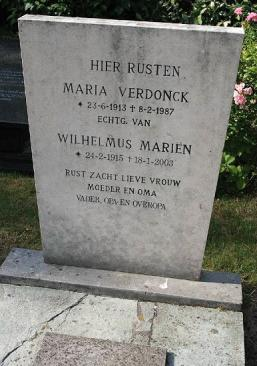 HIER RUSTEN
MARIA VERDONCK
* 23-6-1913 † 8-2-1987
ECHTG. VAN
WILHELMUS MARIEN
* 24-2-1915 † 18-1-2003
RUST ZACHT LIEVE VROUW
MOEDER EN OMA
VADER, OPA EN OVEROPA